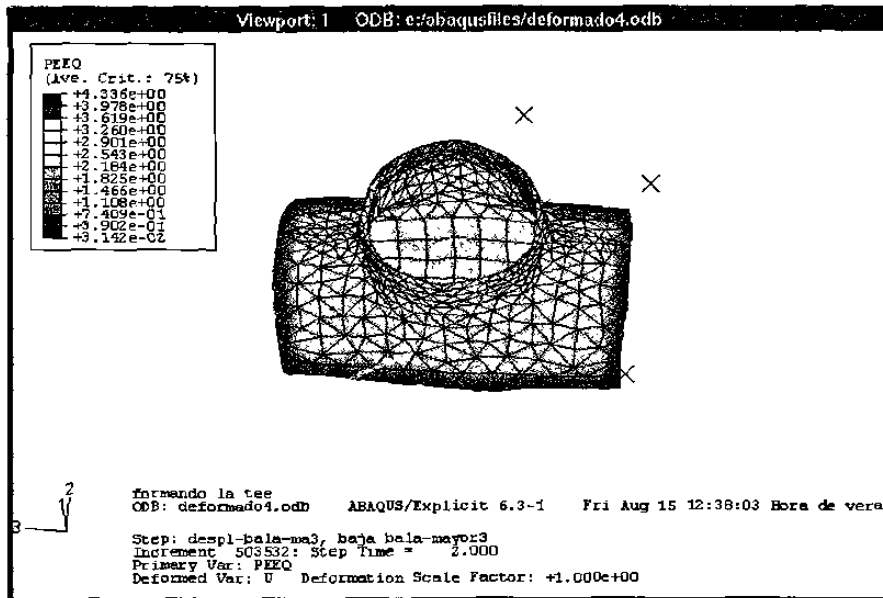 Viewport: 1 ODB: e:/abaqusfiles/deformado4.odb
PEEQ
(Ave. Crit.: 75%)
+4.336e+00
+3.978e+00
+3.619e+00
+3.260e+00
+2.901e+00
+2.543e+00
+2.184e+00
+1.825e+00
+1.466e+00
+1.108e+00
+7.409e-01
+3.902e-01
+3.142e-02
2
3
formando la tee
ODB: deformado4.odb ABAQUS/Explicit 6.3-1 Fri Aug 15 12:38:03 Hora de vera
Step: despl-bala-ma3, baja bala-mayor3
Increment 503532: Step Time = 2.000
Primary Var: PEEQ
Deformed Var: U Deformation Scale Factor: +1.000e+00